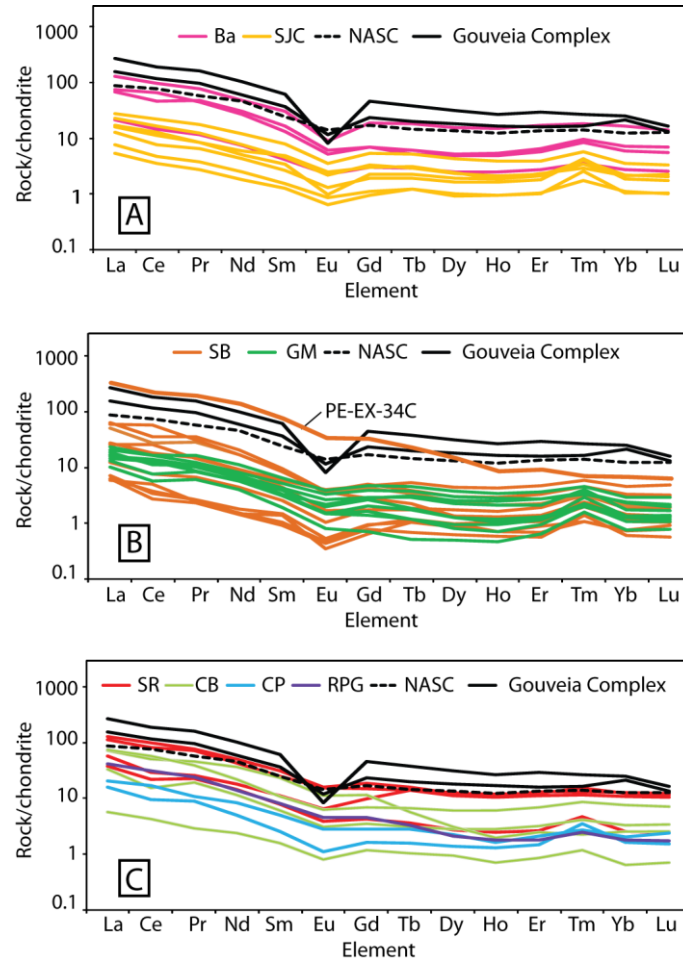 Ba SJC NASC Gouveia Complex
Rock/chondrite
1000
100
10
1
0.1
A
La Ce Pr Nd Sm Eu Gd Tb Dy Ho Er Tm Yb Lu
Element
SB GM NASC Gouveia Complex
PE-EX-34C
Rock/chondrite
1000
100
10
1
0.1
B
La Ce Pr Nd Sm Eu Gd Tb Dy Ho Er Tm Yb Lu
Element
SR CB CP RPG NASC Gouveia Complex
Rock/chondrite
1000
100
10
1
0.1
C
La Ce Pr Nd Sm Eu Gd Tb Dy Ho Er Tm Yb Lu
Element